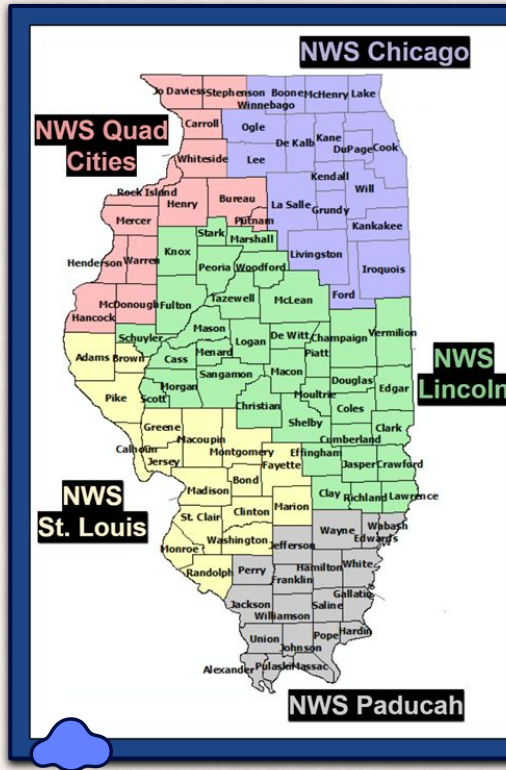 NWS Chicago
Jo Daviess Stephenson Boone McHenry Lake
Winnebago
NWS Quad
Cities
Carroll
Ogle
Whiteside
De Kalb Kane
DuPage Cook
Lee
Kendall
Rock Island
Will
Henry
Bureau
La Salle
Grundy
Mercer
Putnam
Kankakee
Stark
Marshall
Henderson Warren
Knox
Livingston
Peoria Woodford
Iroquois
Ford
McDonough
Hancock
Fulton
Tazewell
McLean
Mason
Schuyler
Logan
De Witt
Champaign
Vermilion
Adams Brown
Cass
Menard
Piatt
NWS
Lincoln
Sangamon
Macon
Morgan
Douglas
Edgar
Pike
Scott
Moultrie
Christian
Coles
Greene
Shelby
Clark
Macoupin
Cumberland
Calhoun
Jersey
Montgomery
Effingham
Fayette
Jasper Crawford
Bond
NWS
St. Louis
Madison
Clay
Richland Lawrence
Clinton
Marion
St. Clair
Wayne
Wabash
Edwards
Washington
Jefferson
Monroe
Randolph
Perry
Hamilton White
Franklin
Gallatin
Jackson
Saline
Williamson
Union
Pope Hardin
Johnson
Alexander Pulaski Massac
NWS Paducah